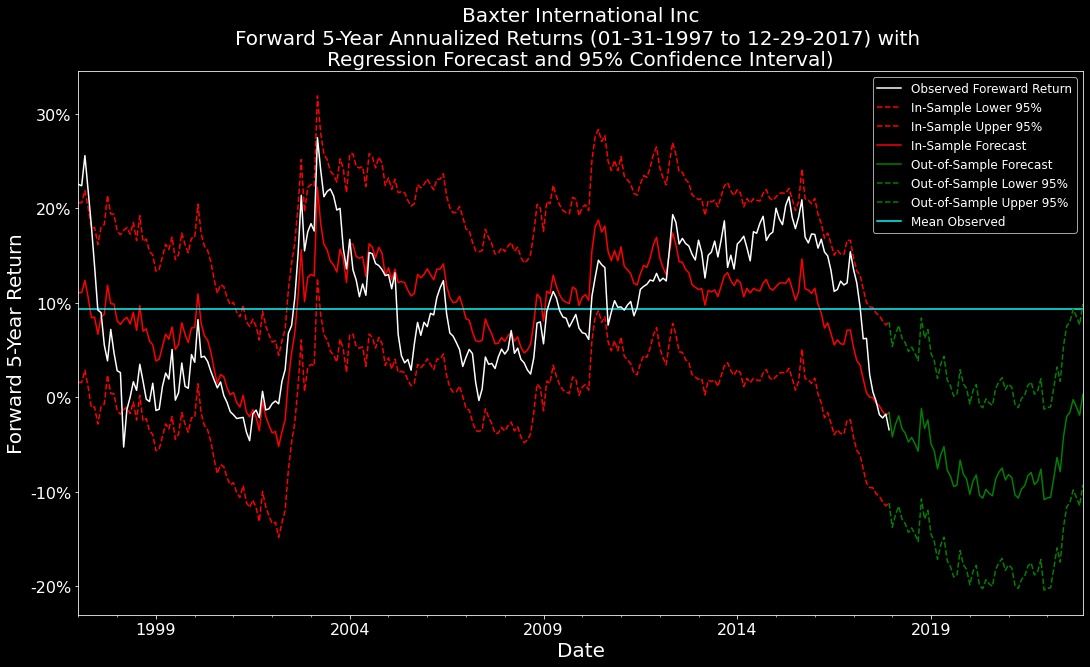 Baxter International Inc
Forward 5-Year Annualized Returns (01-31-1997 to 12-29-2017) with
Regression Forecast and 95% Confidence Interval)
Observed Foreward Return
In-Sample Lower 95%
In-Sample Upper 95%
In-Sample Forecast
Out-of-Sample Forecast
Out-of-Sample Lower 95%
Out-of-Sample Upper 95%
Mean Observed
Forward 5-Year Return
30%
20%
10%
0%
-10%
-20%
1999 2004 2009 2014 2019
Date